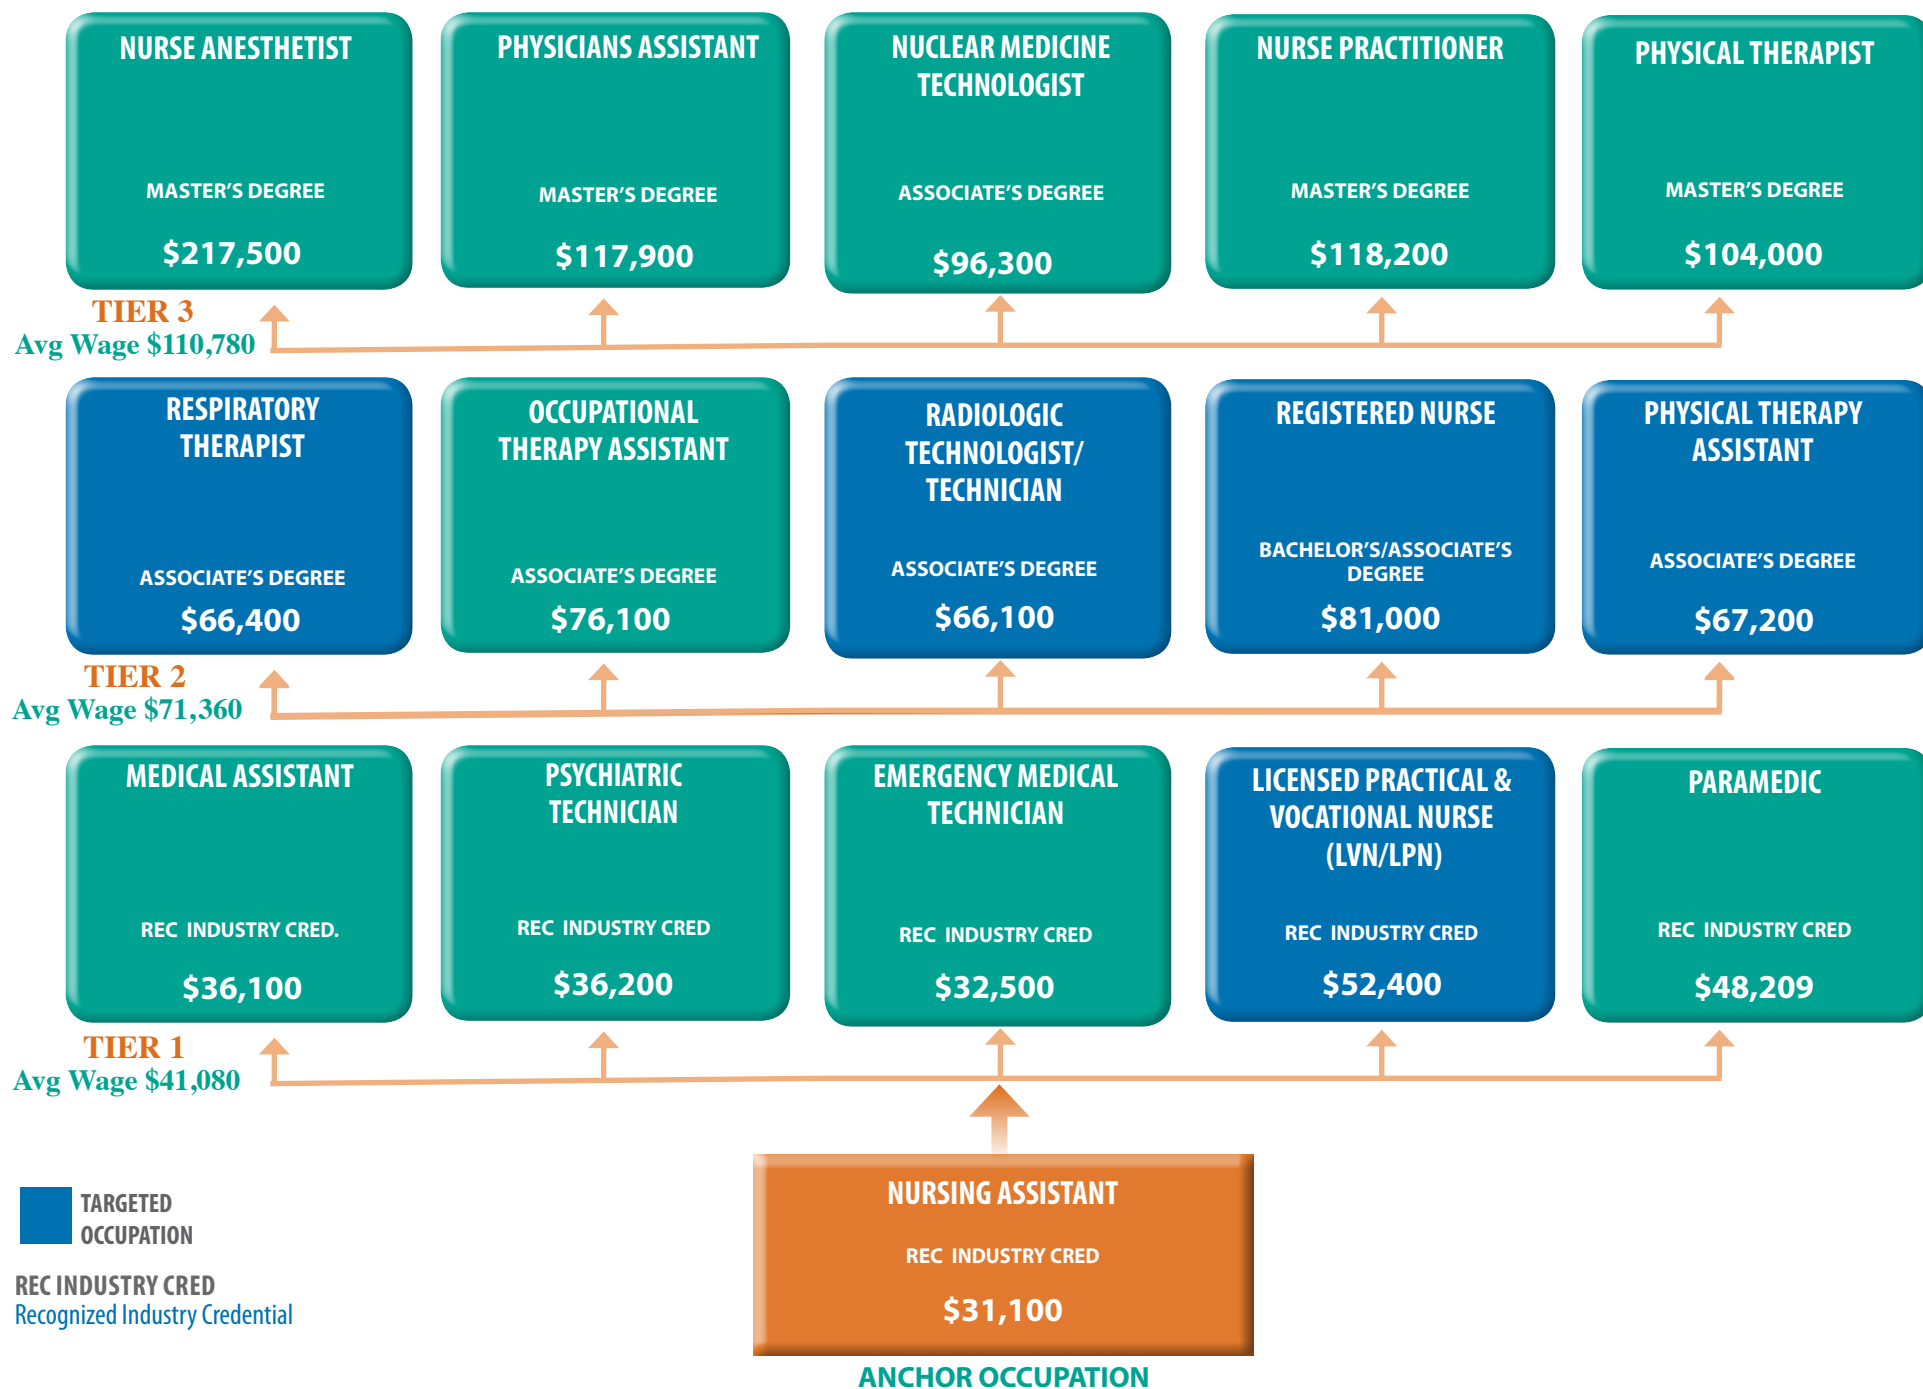 NURSE ANESTHETIST
MASTER'S DEGREE
$217,500
PHYSICIANS ASSISTANT
MASTER'S DEGREE
$117,900
NUCLEAR MEDICINE
TECHNOLOGIST
ASSOCIATE'S DEGREE
$96,300
NURSE PRACTITIONER
MASTER'S DEGREE
$118,200
PHYSICAL THERAPIST
MASTER'S DEGREE
$104,000
TIER 3
Avg Wage $110,780
RESPIRATORY
THERAPIST
ASSOCIATE'S DEGREE
$66,400
OCCUPATIONAL
THERAPY ASSISTANT
ASSOCIATE'S DEGREE
$76,100
RADIOLOGIC
TECHNOLOGIST/
TECHNICIAN
ASSOCIATE'S DEGREE
$66,100
REGISTERED NURSE
BACHELOR'S/ASSOCIATE'S
DEGREE
$81,000
PHYSICAL THERAPY
ASSISTANT
ASSOCIATE'S DEGREE
$67,200
TIER 2
Avg Wage $71,360
MEDICAL ASSISTANT
REC INDUSTRY CRED.
$36,100
PSYCHIATRIC
TECHNICIAN
REC INDUSTRY CRED
$36,200
EMERGENCY MEDICAL
TECHNICIAN
REC INDUSTRY CRED
$32,500
LICENSED PRACTICAL &
VOCATIONAL NURSE
(LVN/LPN)
REC INDUSTRY CRED
$52,400
PARAMEDIC
REC INDUSTRY CRED
$48,209
TIER 1
Avg Wage $41,080
NURSING ASSISTANT
REC INDUSTRY CRED
$31,100
ANCHOR OCCUPATION
TARGETED
OCCUPATION
REC INDUSTRY CRED
Recognized Industry Credential